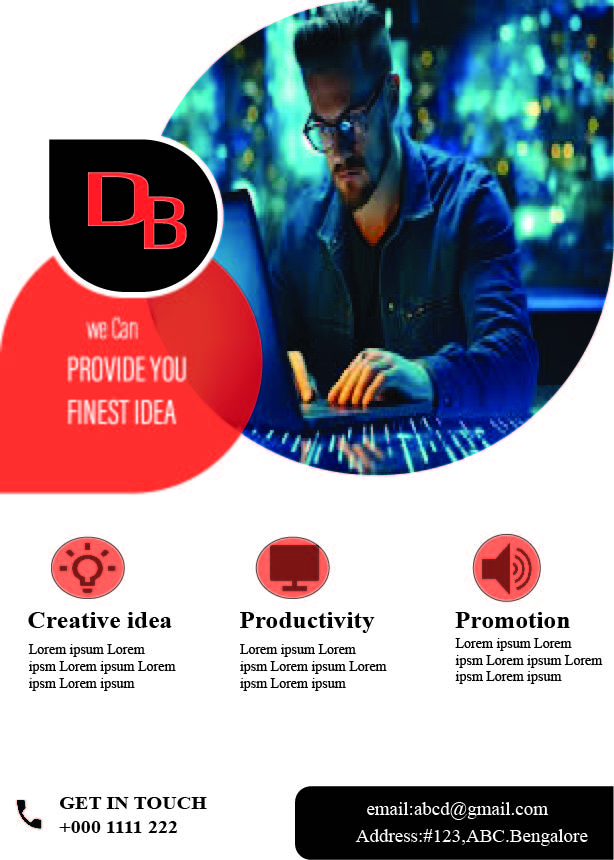 DB
we Can
PROVIDE YOU
FINEST IDEA
Creative idea
Lorem ipsum Lorem
ipsm Lorem ipsum Lorem
ipsm Lorem ipsum
Productivity
Lorem ipsum Lorem
ipsm Lorem ipsum Lorem
ipsm Lorem ipsum
Promotion
Lorem ipsum Lorem
ipsm Lorem ipsum Lorem
ipsm Lorem ipsum
GET IN TOUCH
+000 1111 222
email:abcd@gmail.com
Address:#123,ABC.Bengalore